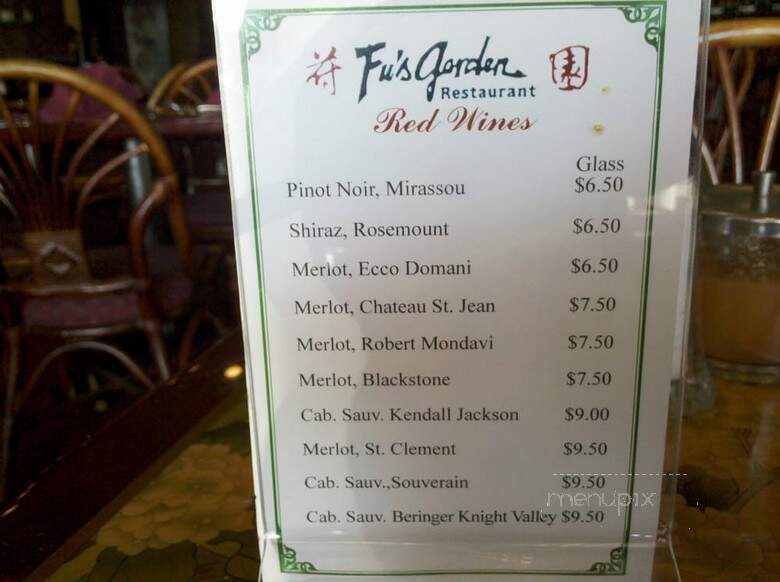 符 Fu's Garden 園
Restaurant
Red Wines
Glass
Pinot Noir, Mirassou $6.50
Shiraz, Rosemount $6.50
Merlot, Ecco Domani $6.50
Merlot, Chateau St. Jean $7.50
Merlot, Robert Mondavi $7.50
Merlot, Blackstone $7.50
Cab. Sauv. Kendall Jackson $9.00
Merlot, St. Clement $9.50
Cab. Sauv.,Souverain $9.50
menupix
Cab. Sauv. Beringer Knight Valley $9.50